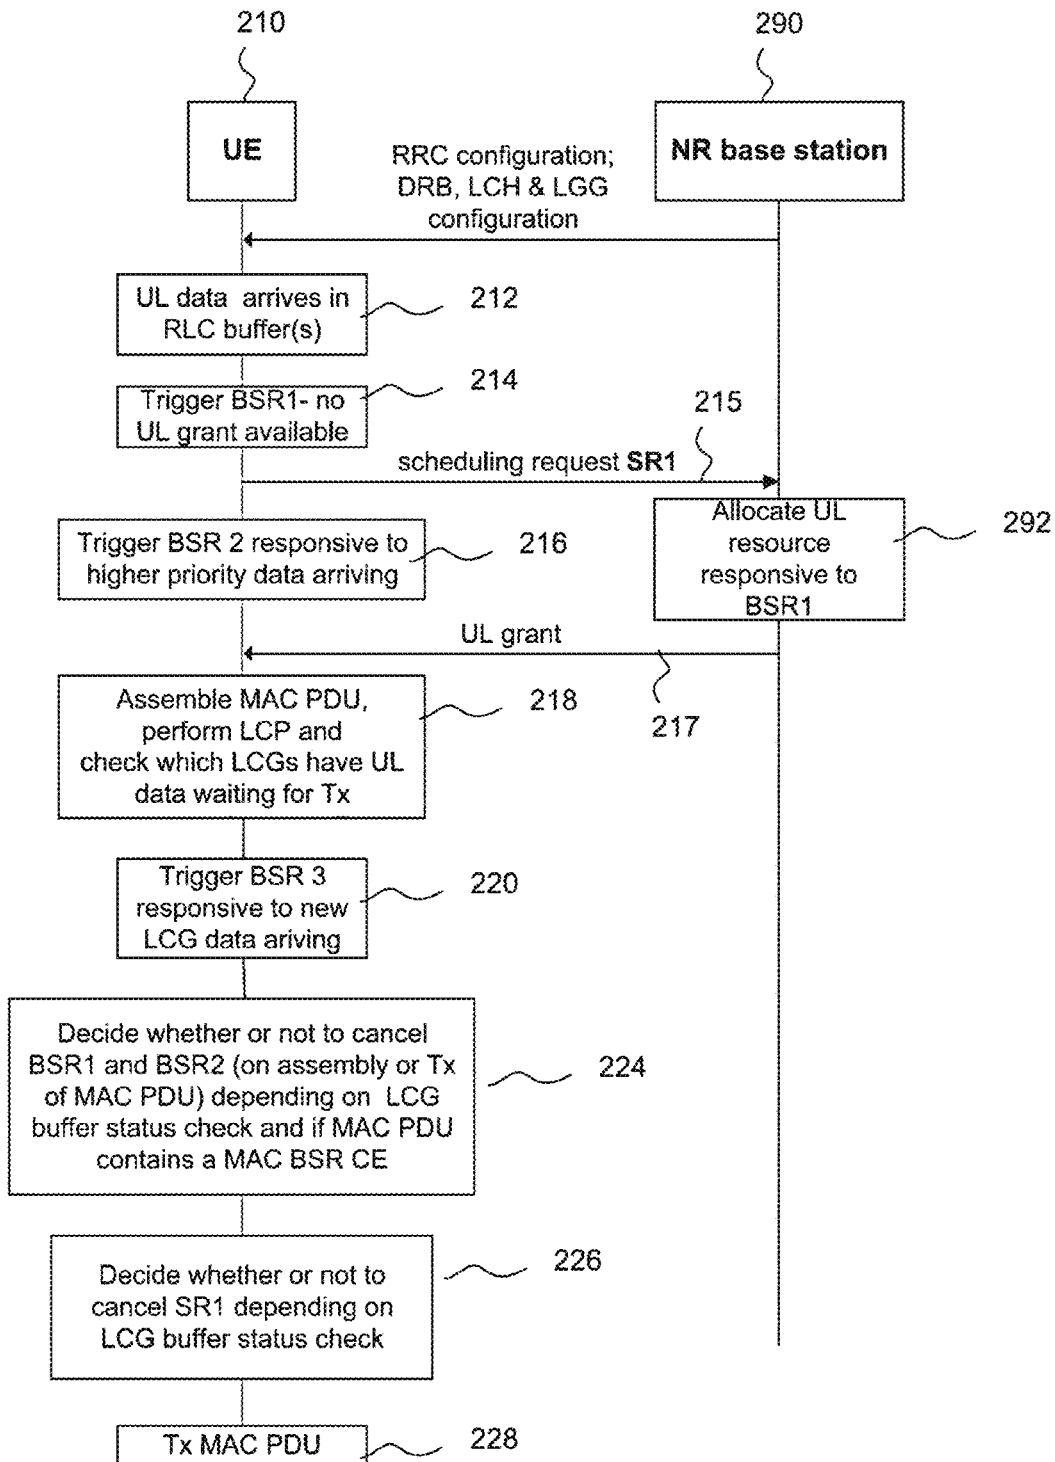 210
290
UE
NR base station
RRC configuration;
DRB, LCH & LGG
configuration
UL data arrives in
RLC buffer(s)
212
Trigger BSR1- no
UL grant available
214
215
scheduling request SR1
Allocate UL
resource
responsive to
BSR1
292
Trigger BSR 2 responsive to
higher priority data arriving
216
UL grant
217
Assemble MAC PDU,
perform LCP and
check which LCGs have UL
data waiting for Tx
218
Trigger BSR 3
responsive to new
LCG data ariving
220
Decide whether or not to cancel
BSR1 and BSR2 (on assembly or Tx
of MAC PDU) depending on LCG
buffer status check and if MAC PDU
contains a MAC BSR CE
224
Decide whether or not to
cancel SR1 depending on
LCG buffer status check
226
Tx MAC PDU
228